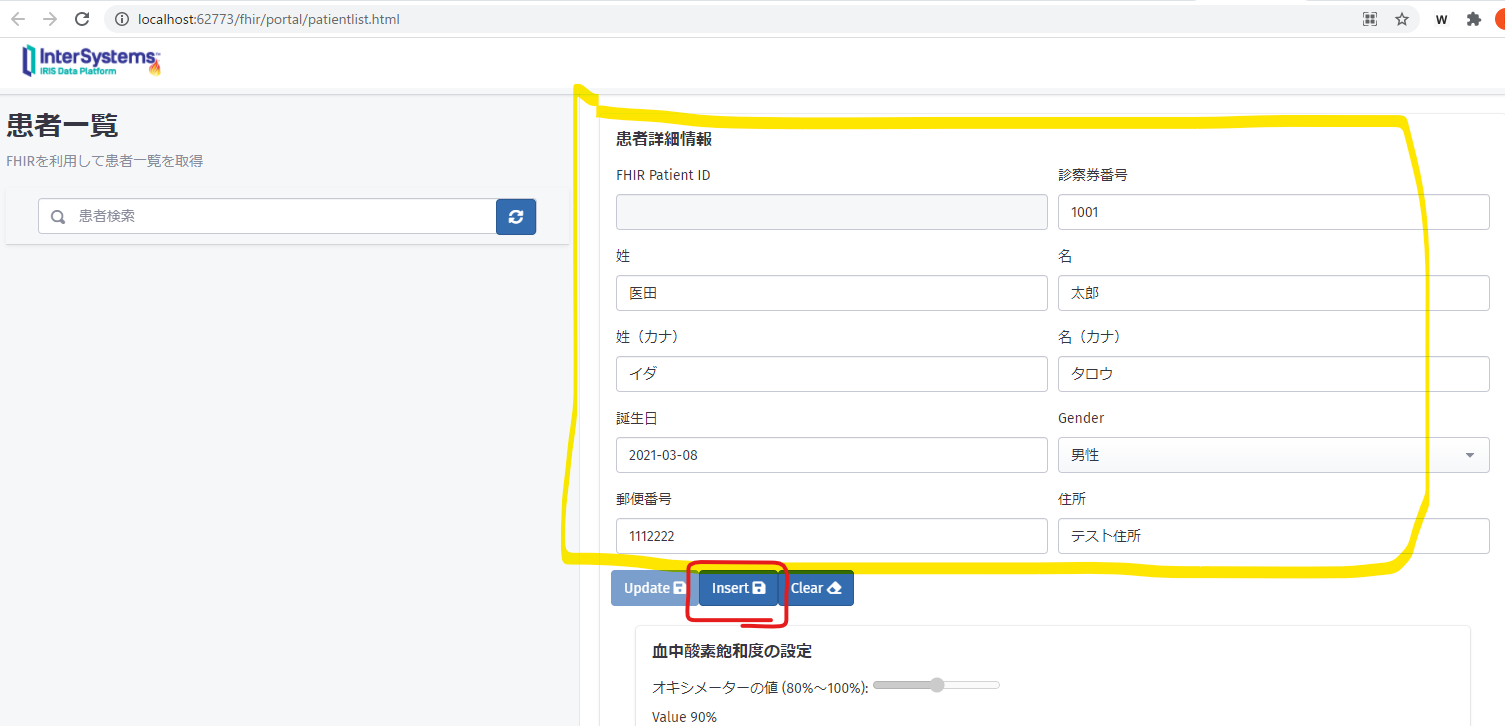 localhost:62773/fhir/portal/patientlist.html
W
InterSystems™
IRIS Data Platform
患者一覧
FHIRを利用して患者一覧を取得
患者検索
患者詳細情報
FHIR Patient ID
診察券番号
1001
姓
名
医田
太郎
姓（カナ）
名（カナ）
イダ
タロウ
誕生日
Gender
2021-03-08
男性
郵便番号
住所
1112222
テスト住所
Update Insert Clear
血中酸素飽和度の設定
オキシメーターの値 (80%～100%):
Value 90%